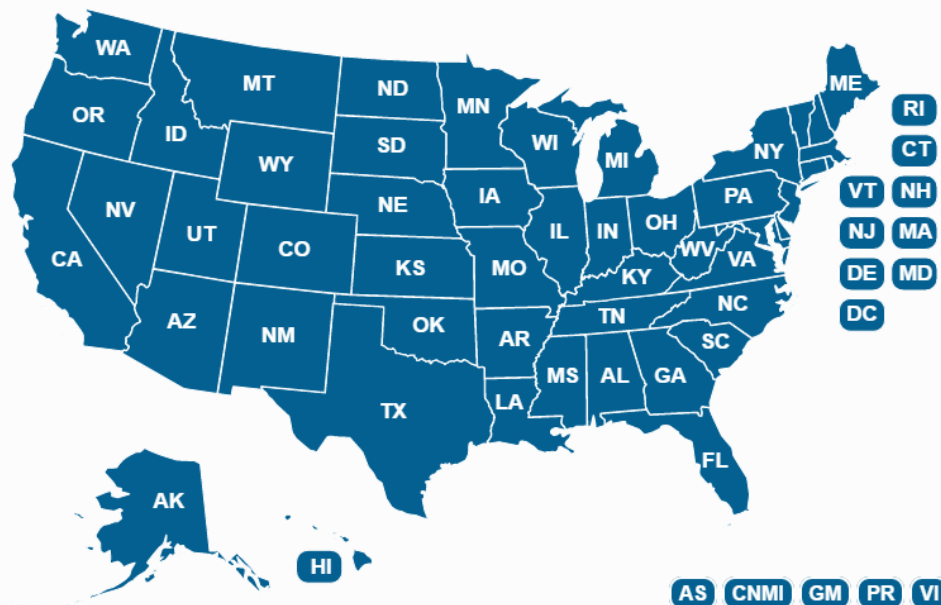 WA
MT
ND
MN
ME
OR
ID
SD
WI
MI
NY
RI
WY
CT
NV
NE
IA
PA
VT
NH
UT
CO
IL
IN
OH
WV
NJ
MA
CA
KS
MO
KY
VA
DE
MD
AZ
NM
OK
AR
TN
NC
DC
SC
TX
LA
MS
AL
GA
FL
AK
HI
AS
CNMI
GM
PR
VI